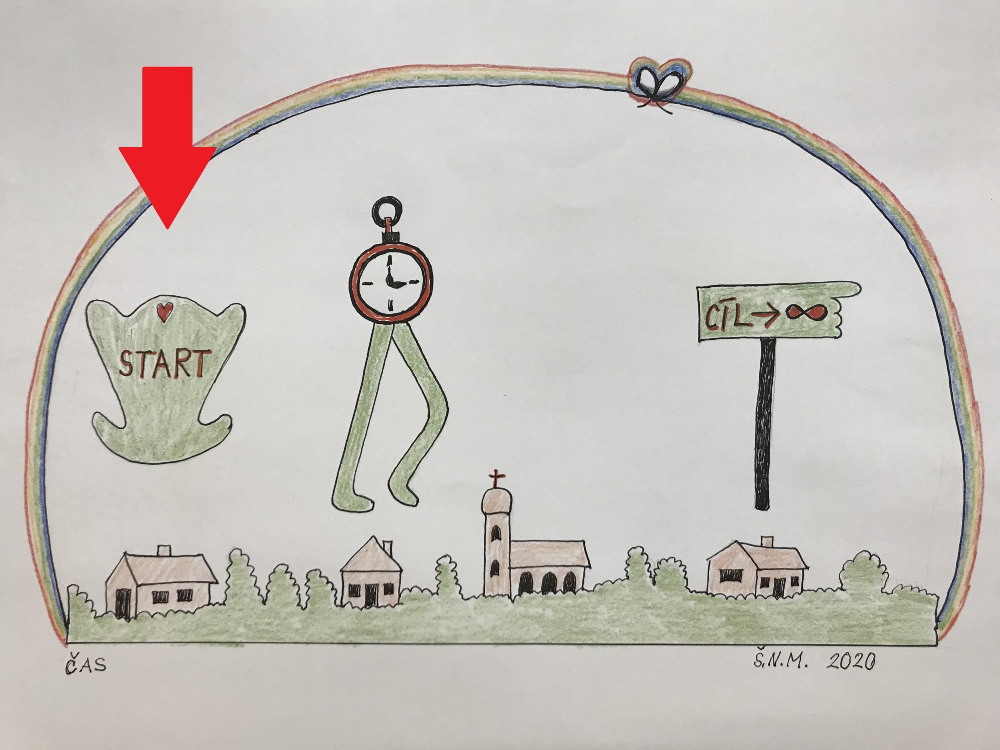 START
CÍL → ∞
ČAS
Š.N.M. 2020